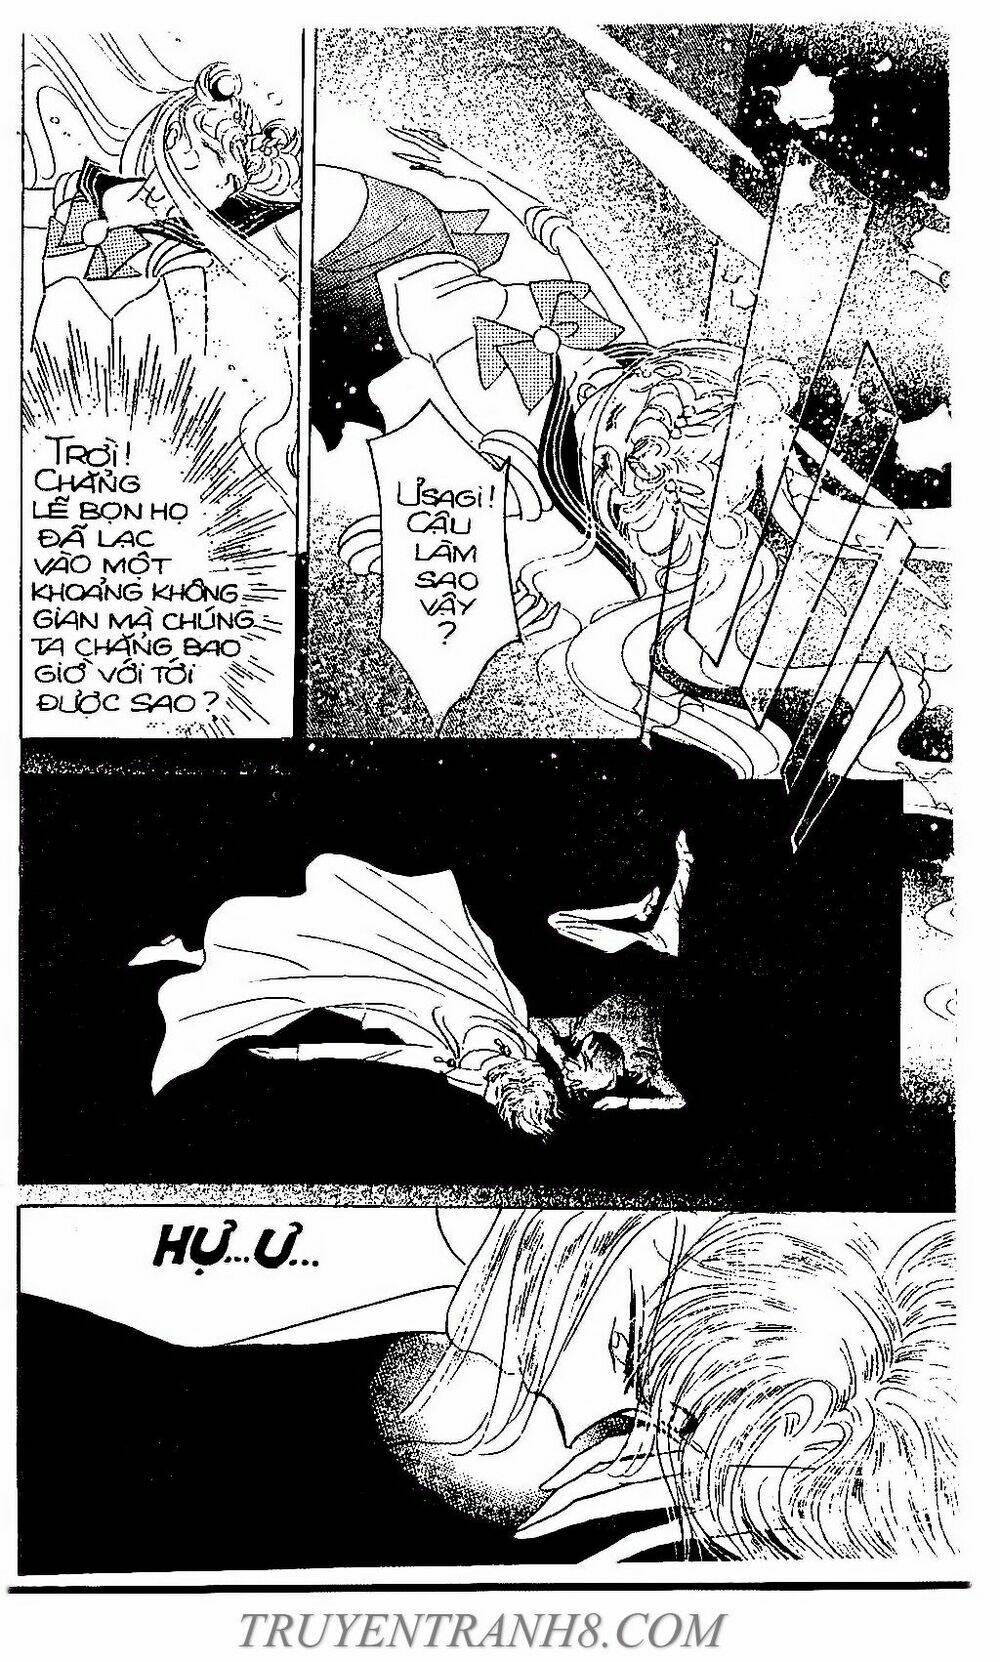 TRỜI!
CHẲNG
LẼ BỌN HỌ
ĐÃ LẠC
VÀO MỘT
KHOẢNG KHÔNG
GIAN MÀ CHÚNG
TA CHẲNG BAO
GIỜ VỚI TỚI
ĐƯỢC SAO?
USAGI!
CẬU
LÀM
SAO
VẬY
?
HỰ...Ư...
TRUYENTRANH8.COM